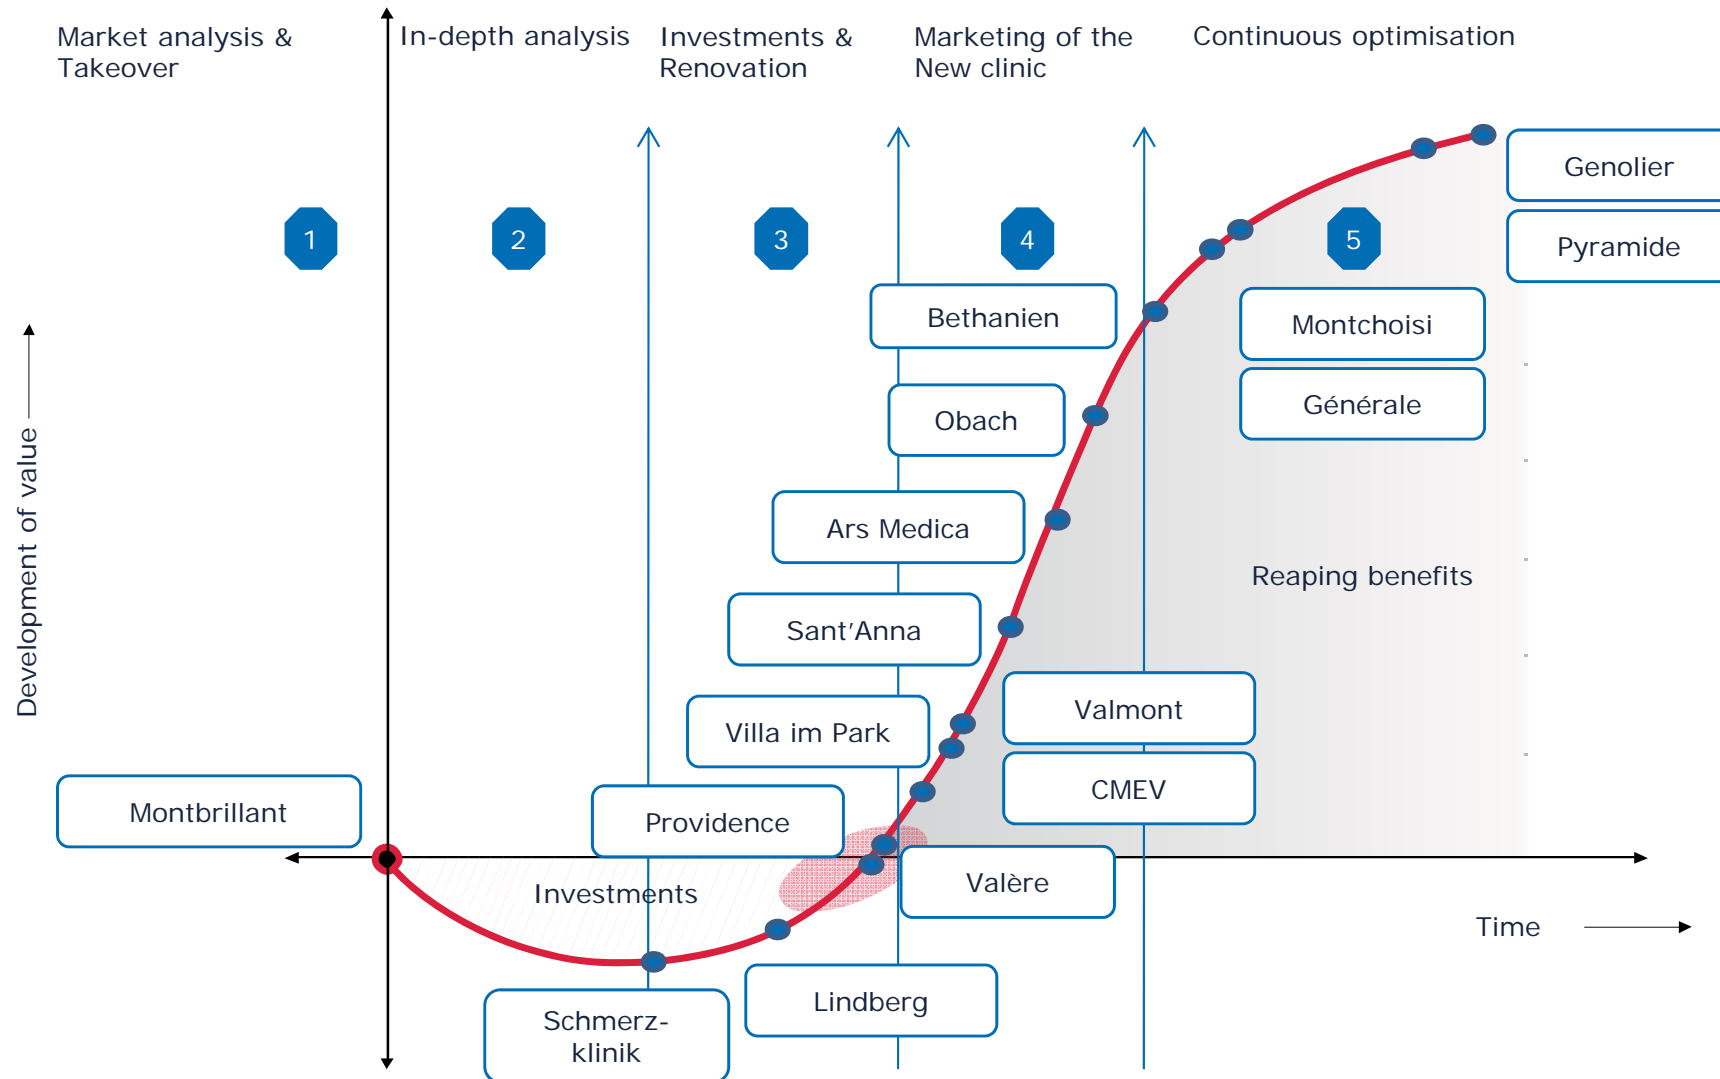 Market analysis &
Takeover
In-depth analysis
Investments &
Renovation
Marketing of the
New clinic
Continuous optimisation
1
2
3
4
5
Genolier
Pyramide
Bethanien
Montchoisi
Générale
Obach
Ars Medica
Reaping benefits
Sant'Anna
Development of value
Valmont
Villa im Park
CMEV
Montbrillant
Providence
Investments
Valère
Time
Lindberg
Schmerz-
klinik